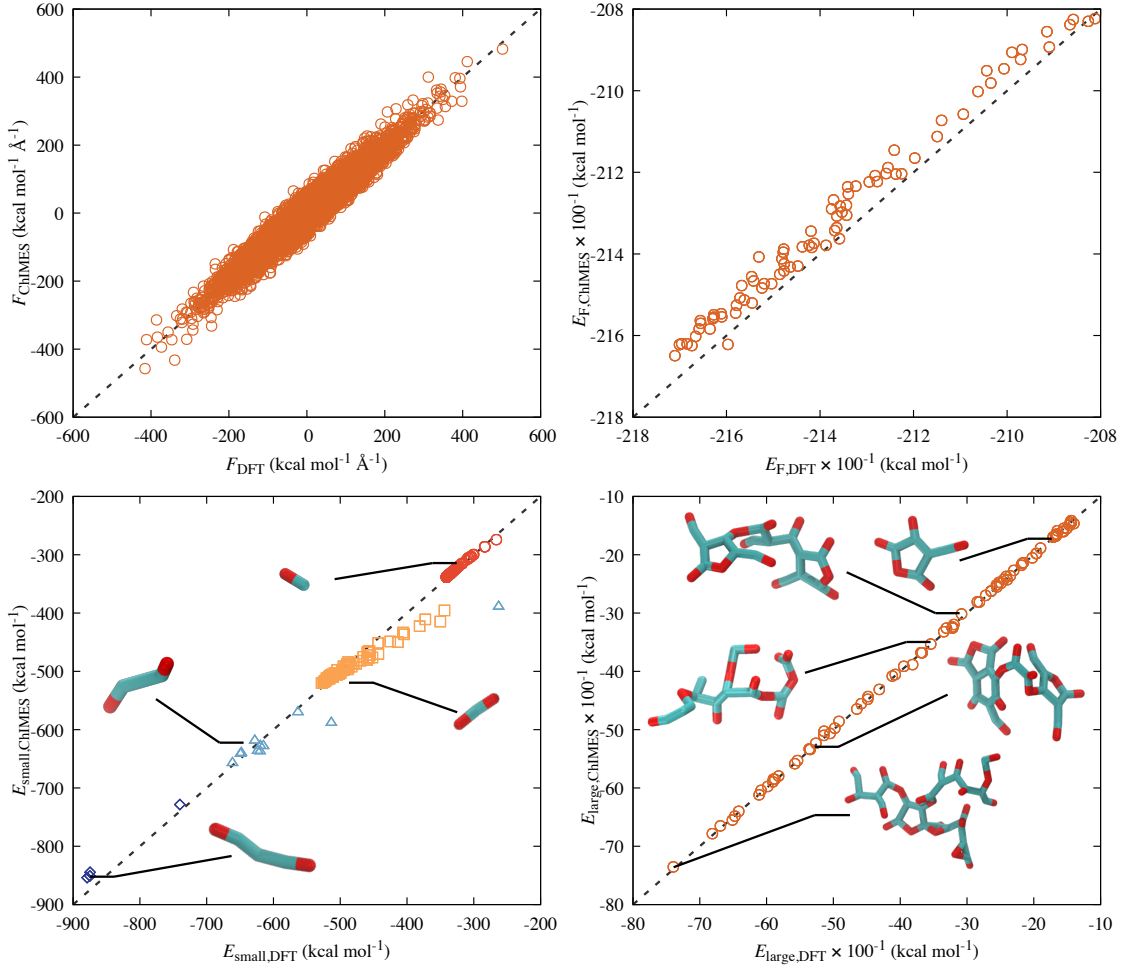 600
400
200
0
-200
-400
-600
-600 -400 -200 0 200 400 600
F_DFT (kcal mol⁻¹ Å⁻¹)
F_ChIMES (kcal mol⁻¹ Å⁻¹)
-208
-210
-212
-214
-216
-218
-218 -216 -214 -212 -210 -208
E_F,DFT × 100⁻¹ (kcal mol⁻¹)
E_F,ChIMES × 100⁻¹ (kcal mol⁻¹)
-200
-300
-400
-500
-600
-700
-800
-900
-900 -800 -700 -600 -500 -400 -300 -200
E_small,DFT (kcal mol⁻¹)
E_small,ChIMES (kcal mol⁻¹)
-10
-20
-30
-40
-50
-60
-70
-80
-80 -70 -60 -50 -40 -30 -20 -10
E_large,DFT × 100⁻¹ (kcal mol⁻¹)
E_large,ChIMES × 100⁻¹ (kcal mol⁻¹)